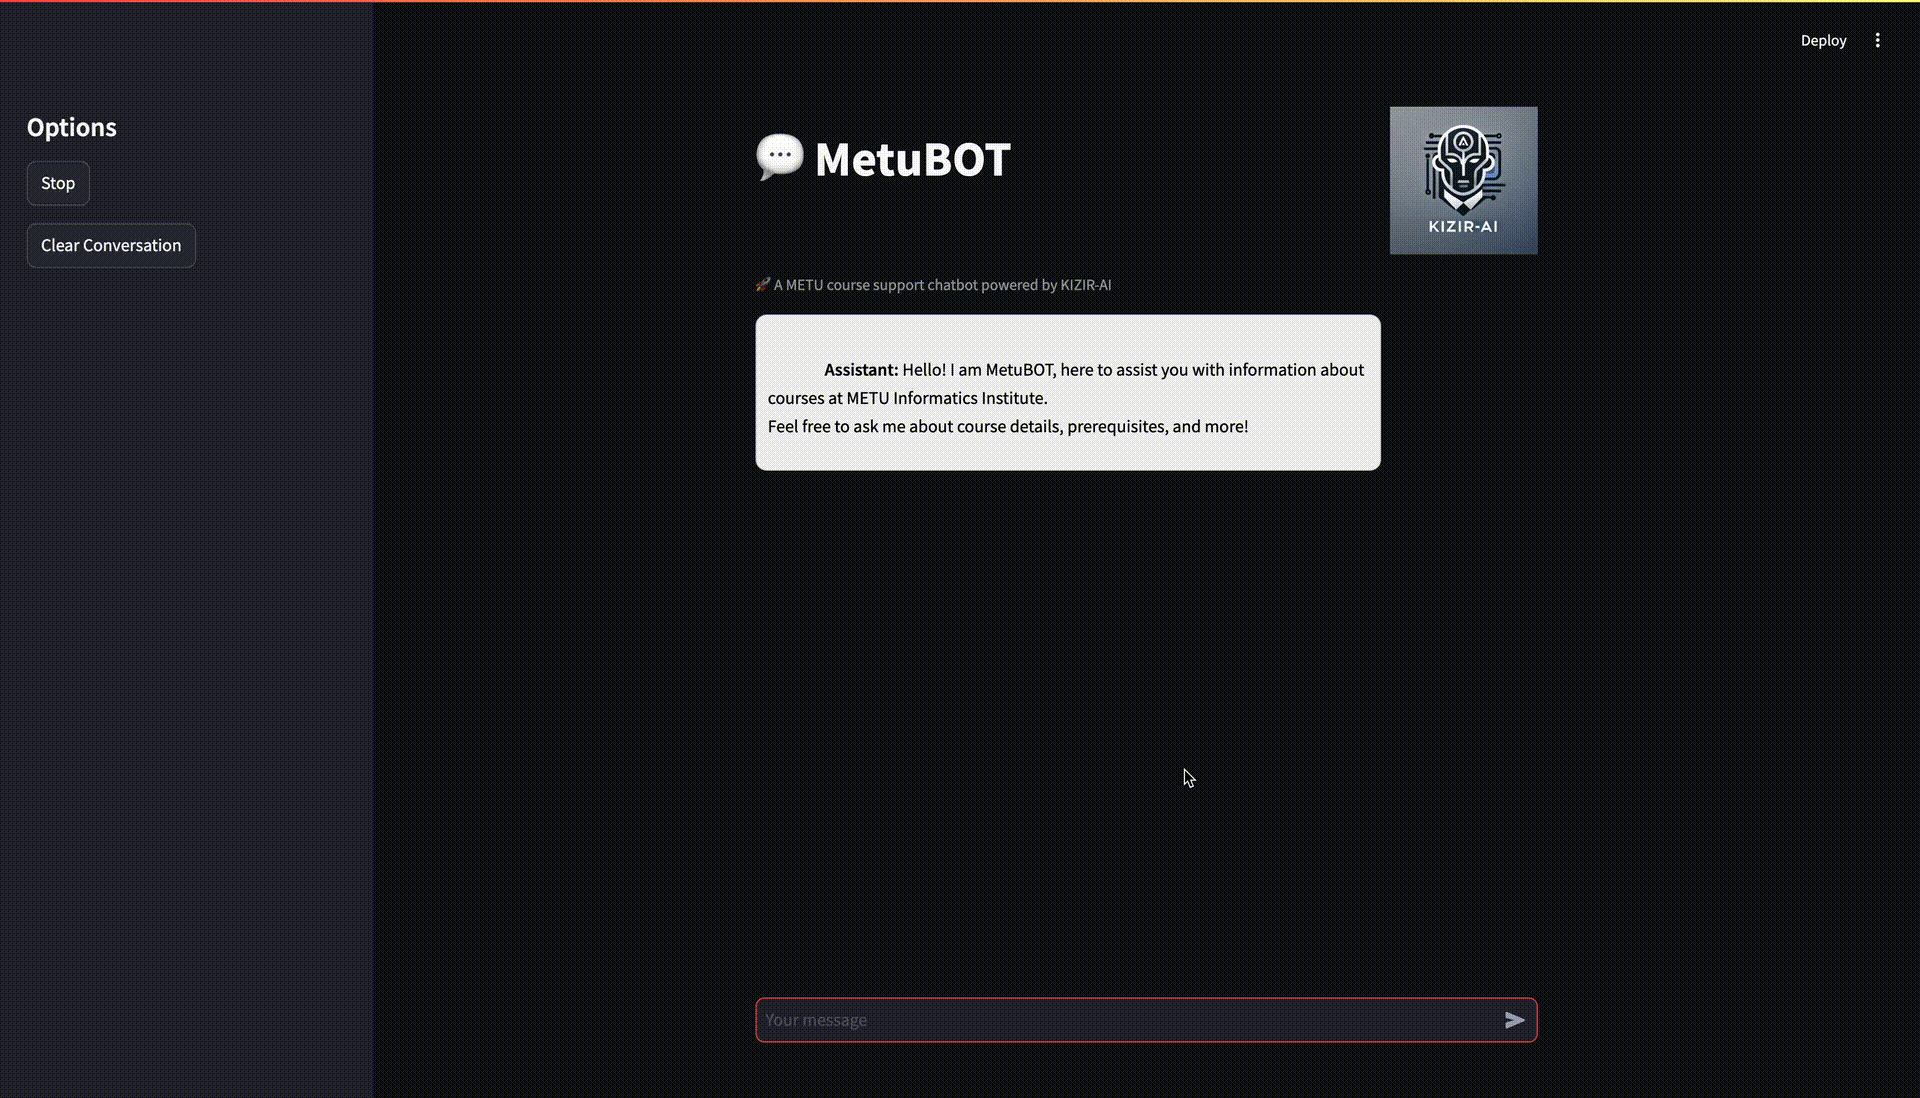 Deploy
Options
Stop
Clear Conversation
MetuBOT
KIZIR-AI
🚀 A METU course support chatbot powered by KIZIR-AI
Assistant: Hello! I am MetuBOT, here to assist you with information about
courses at METU Informatics Institute.
Feel free to ask me about course details, prerequisites, and more!
Your message